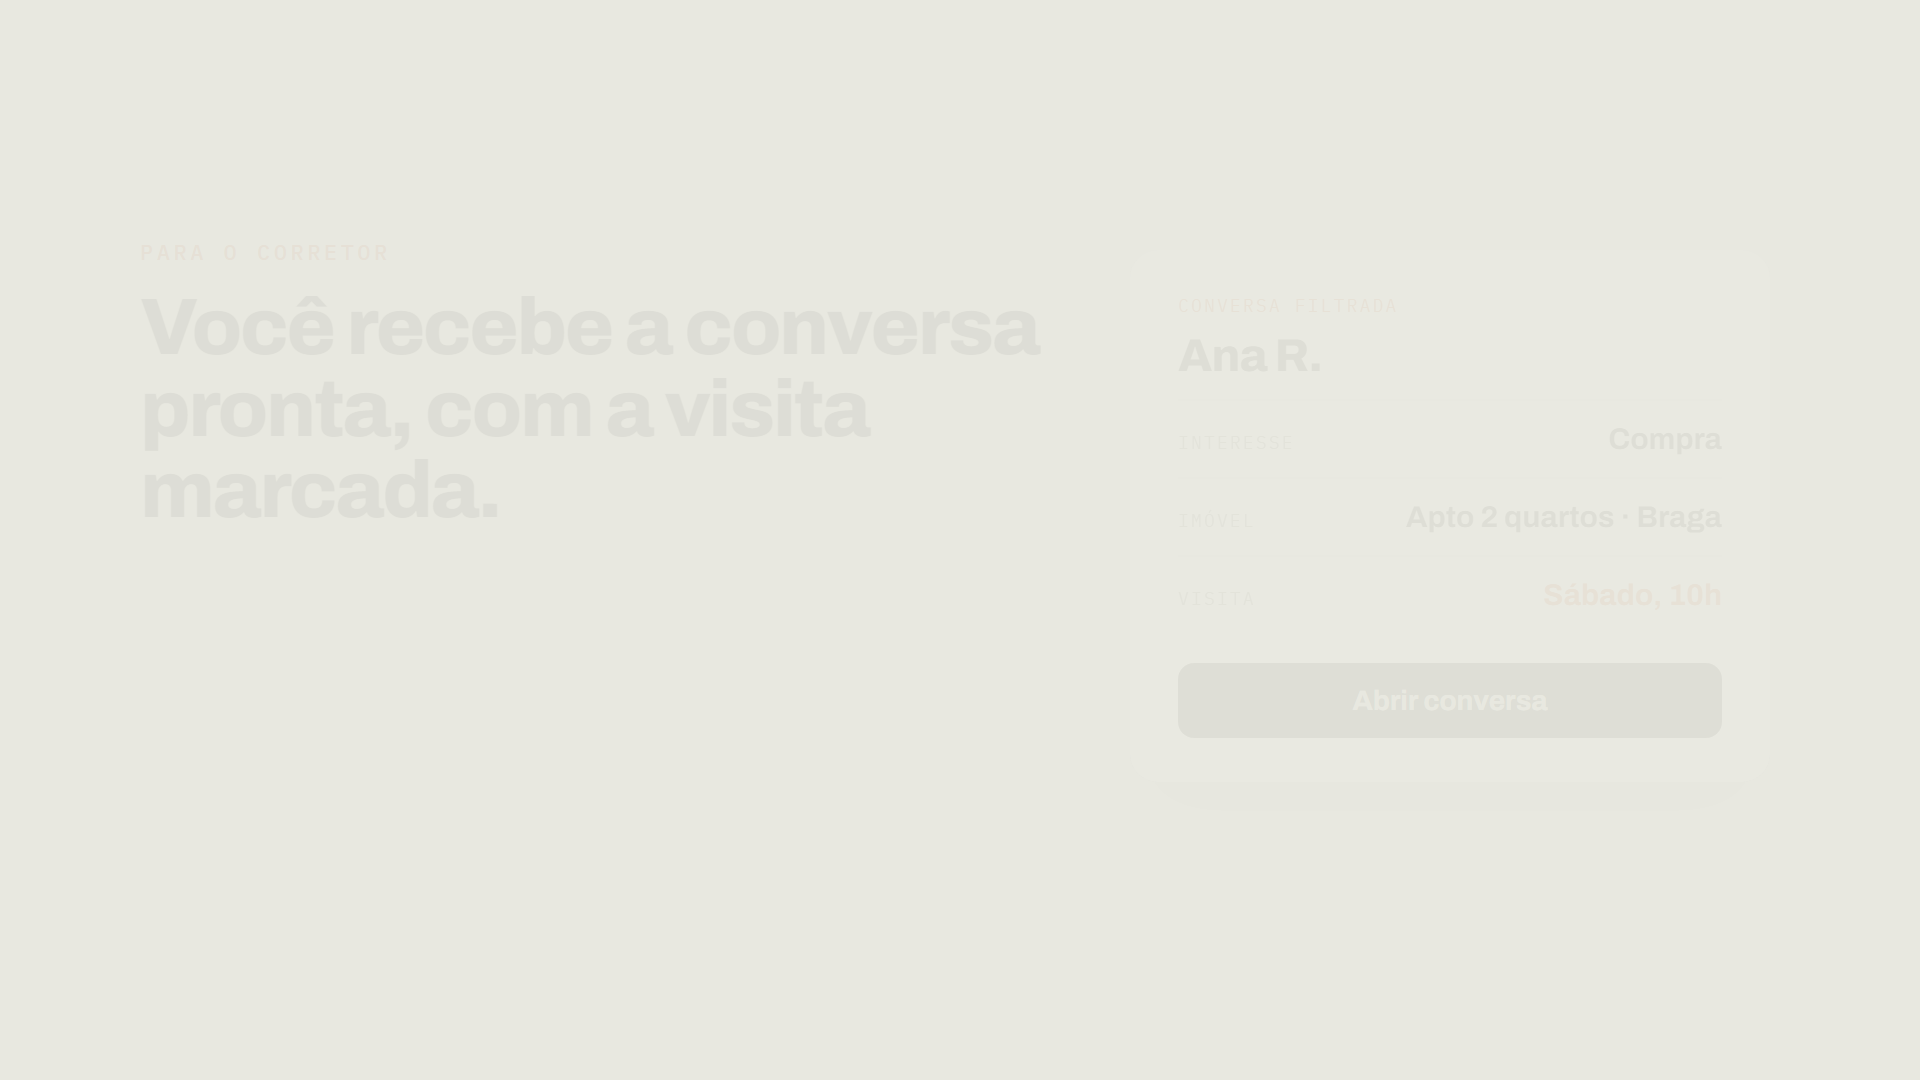 PARA O CORRETOR
Você recebe a conversa
pronta, com a visita
marcada.
CONVERSA FILTRADA
Ana R.
INTERESSE
Compra
IMÓVEL
Apto 2 quartos · Braga
VISITA
Sábado, 10h
Abrir conversa